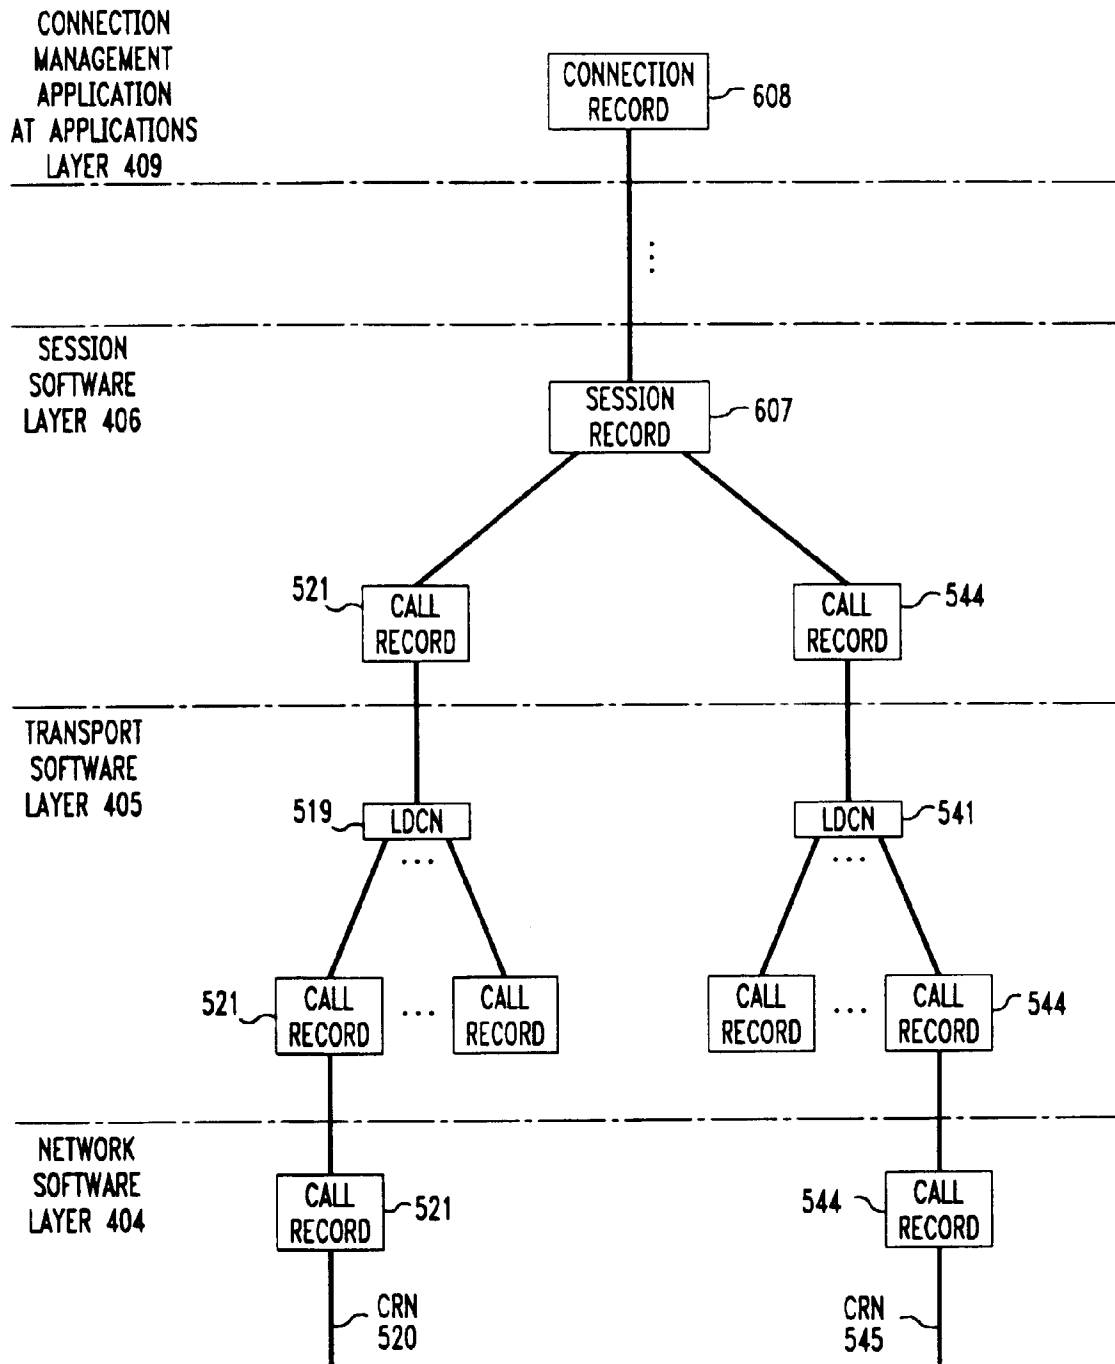 CONNECTION
MANAGEMENT
APPLICATION
AT APPLICATIONS
LAYER 409
CONNECTION
RECORD
608
...
SESSION
SOFTWARE
LAYER 406
SESSION
RECORD
607
521
CALL
RECORD
CALL
RECORD
544
TRANSPORT
SOFTWARE
LAYER 405
519
LDCN
...
LDCN
541
...
521
CALL
RECORD
...
CALL
RECORD
CALL
RECORD
...
CALL
RECORD
544
NETWORK
SOFTWARE
LAYER 404
CALL
RECORD
521
544
CALL
RECORD
CRN
520
CRN
545